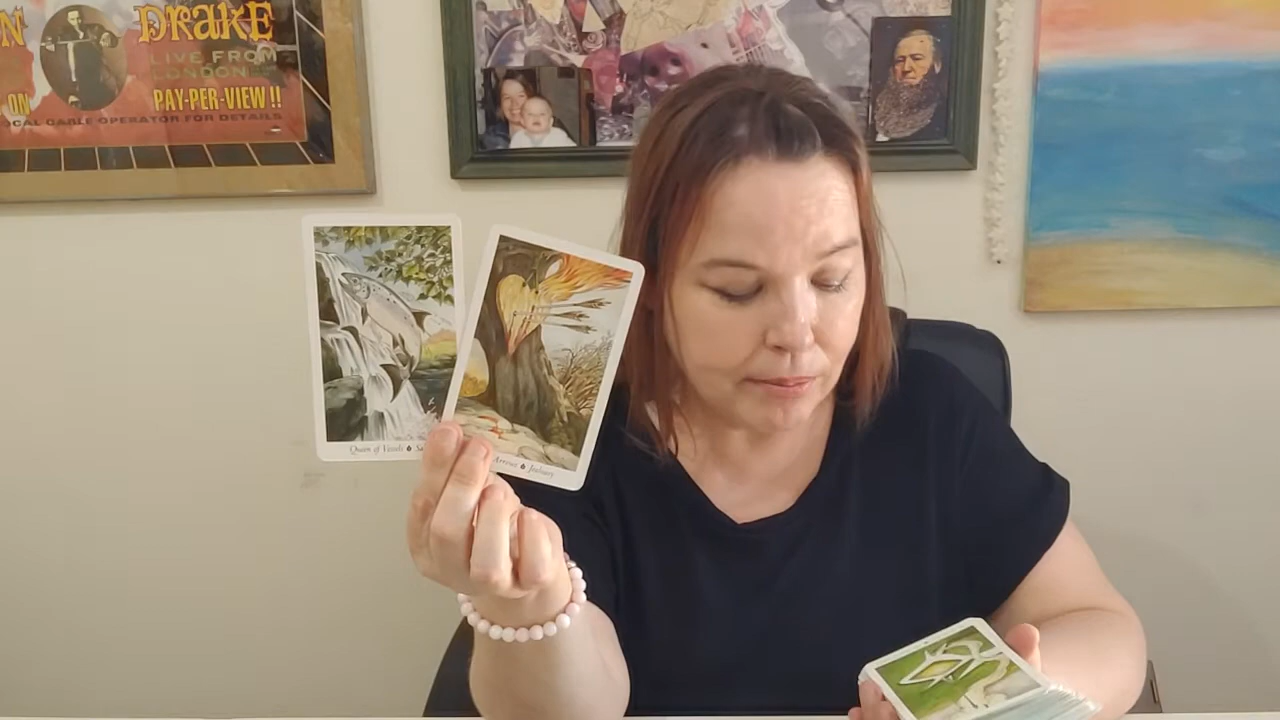 N DRAKE
LIVE FROM
LONDON
ON PAY-PER-VIEW !!
CAL CABLE OPERATOR FOR DETAILS
Queen of Vessels
Arrows Jealousy